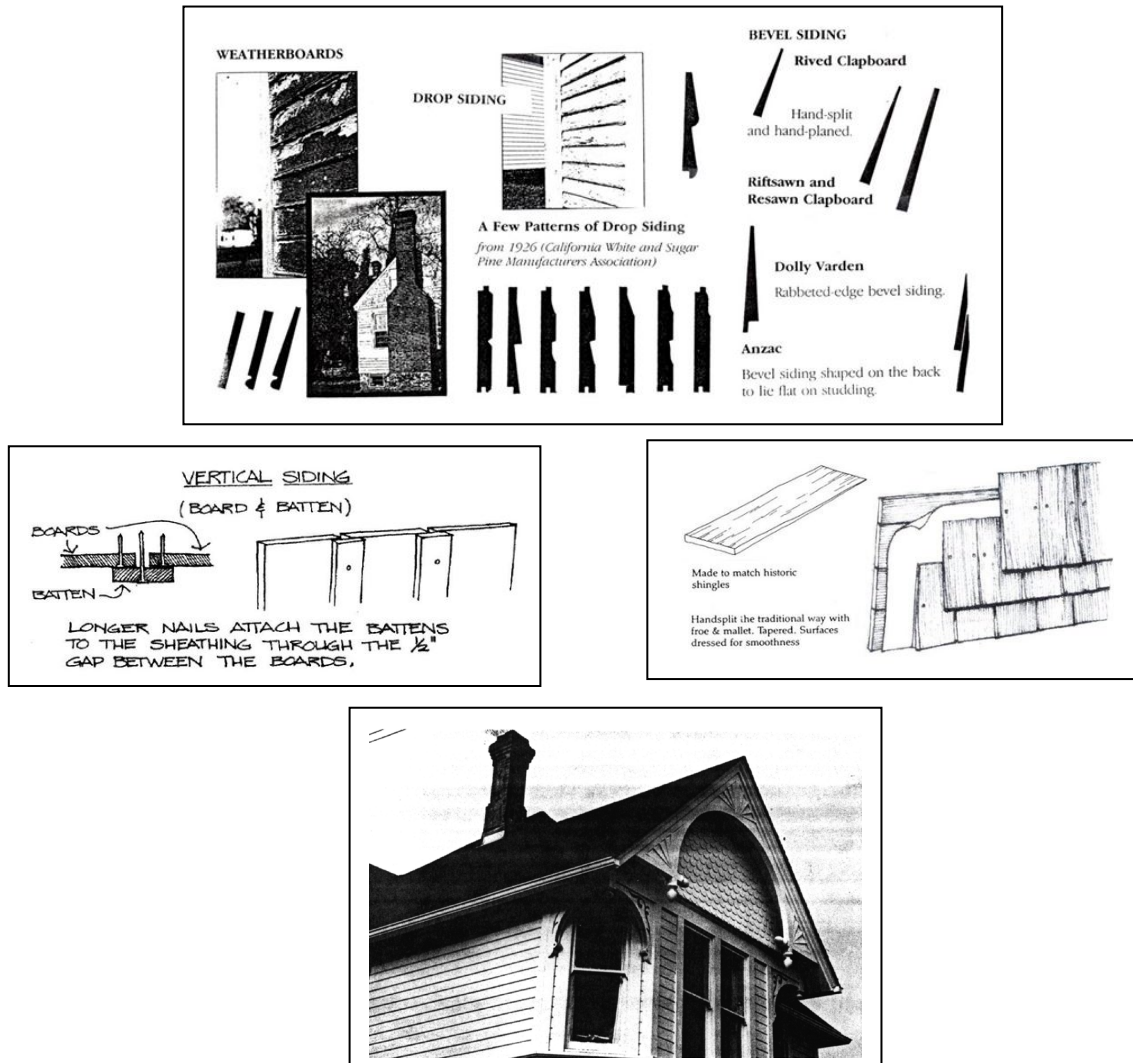 WEATHERBOARDS
DROP SIDING
A Few Patterns of Drop Siding
from 1926 (California White and Sugar
Pine Manufacturers Association)
BEVEL SIDING
Rived Clapboard
Hand-split
and hand-planed.
Riftsawn and
Resawn Clapboard
Dolly Varden
Rabbeted-edge bevel siding.
Anzac
Bevel siding shaped on the back
to lie flat on studding.
VERTICAL SIDING
(BOARD & BATTEN)
BOARDS
BATTEN
LONGER NAILS ATTACH THE BATTENS
TO THE SHEATHING THROUGH THE ½"
GAP BETWEEN THE BOARDS.
Made to match historic
shingles
Handsplit the traditional way with
froe & mallet. Tapered. Surfaces
dressed for smoothness